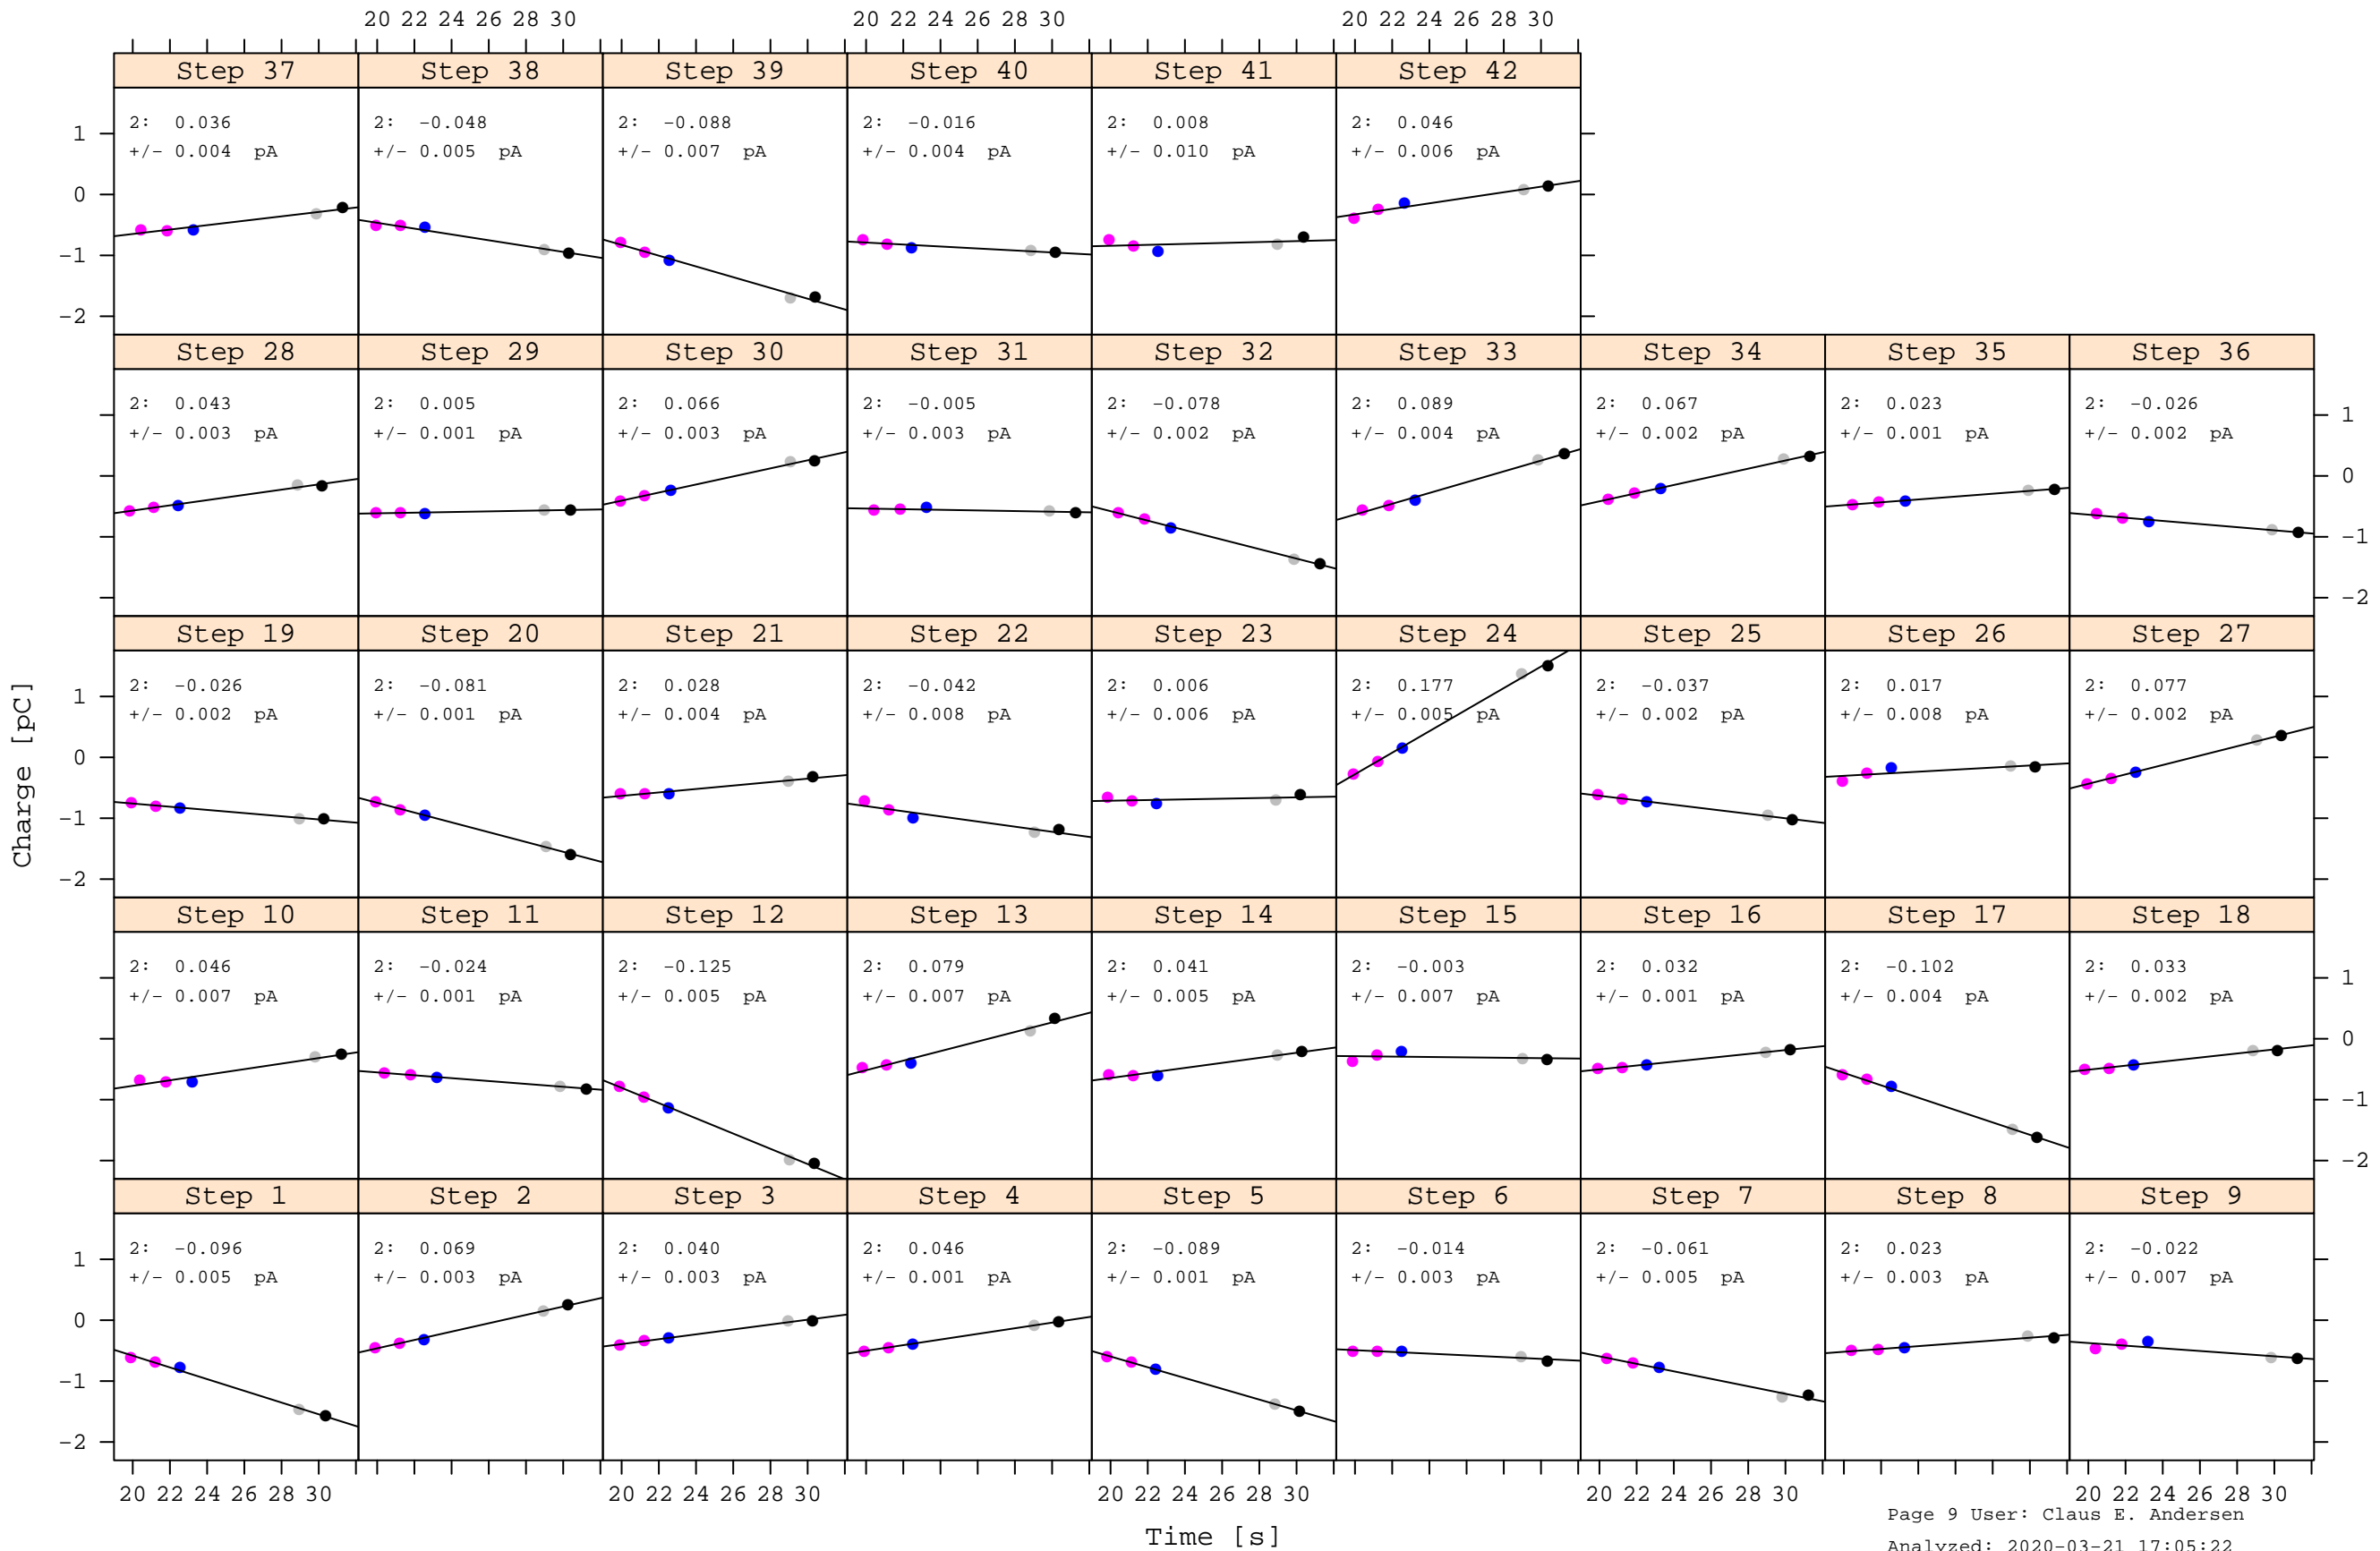 20 22 24 26 28 30 20 22 24 26 28 30 20 22 24 26 28 30
Step 37 Step 38 Step 39 Step 40 Step 41 Step 42
2: 0.036 2: -0.048 2: -0.088 2: -0.016 2: 0.008 2: 0.046
+/- 0.004 pA +/- 0.005 pA +/- 0.007 pA +/- 0.004 pA +/- 0.010 pA +/- 0.006 pA
1
0
-1
-2
Step 28 Step 29 Step 30 Step 31 Step 32 Step 33 Step 34 Step 35 Step 36
2: 0.043 2: 0.005 2: 0.066 2: -0.005 2: -0.078 2: 0.089 2: 0.067 2: 0.023 2: -0.026
+/- 0.003 pA +/- 0.001 pA +/- 0.003 pA +/- 0.003 pA +/- 0.002 pA +/- 0.004 pA +/- 0.002 pA +/- 0.001 pA +/- 0.002 pA
1
0
-1
-2
Step 19 Step 20 Step 21 Step 22 Step 23 Step 24 Step 25 Step 26 Step 27
2: -0.026 2: -0.081 2: 0.028 2: -0.042 2: 0.006 2: 0.177 2: -0.037 2: 0.017 2: 0.077
+/- 0.002 pA +/- 0.001 pA +/- 0.004 pA +/- 0.008 pA +/- 0.006 pA +/- 0.005 pA +/- 0.002 pA +/- 0.008 pA +/- 0.002 pA
1
0
-1
-2
Charge [pC]
Step 10 Step 11 Step 12 Step 13 Step 14 Step 15 Step 16 Step 17 Step 18
2: 0.046 2: -0.024 2: -0.125 2: 0.079 2: 0.041 2: -0.003 2: 0.032 2: -0.102 2: 0.033
+/- 0.007 pA +/- 0.001 pA +/- 0.005 pA +/- 0.007 pA +/- 0.005 pA +/- 0.007 pA +/- 0.001 pA +/- 0.004 pA +/- 0.002 pA
1
0
-1
-2
Step 1 Step 2 Step 3 Step 4 Step 5 Step 6 Step 7 Step 8 Step 9
2: -0.096 2: 0.069 2: 0.040 2: 0.046 2: -0.089 2: -0.014 2: -0.061 2: 0.023 2: -0.022
+/- 0.005 pA +/- 0.003 pA +/- 0.003 pA +/- 0.001 pA +/- 0.001 pA +/- 0.003 pA +/- 0.005 pA +/- 0.003 pA +/- 0.007 pA
1
0
-1
-2
20 22 24 26 28 30 20 22 24 26 28 30 20 22 24 26 28 30 20 22 24 26 28 30 20 22 24 26 28 30
Time [s]
Page 9 User: Claus E. Andersen
Analyzed: 2020-03-21 17:05:22